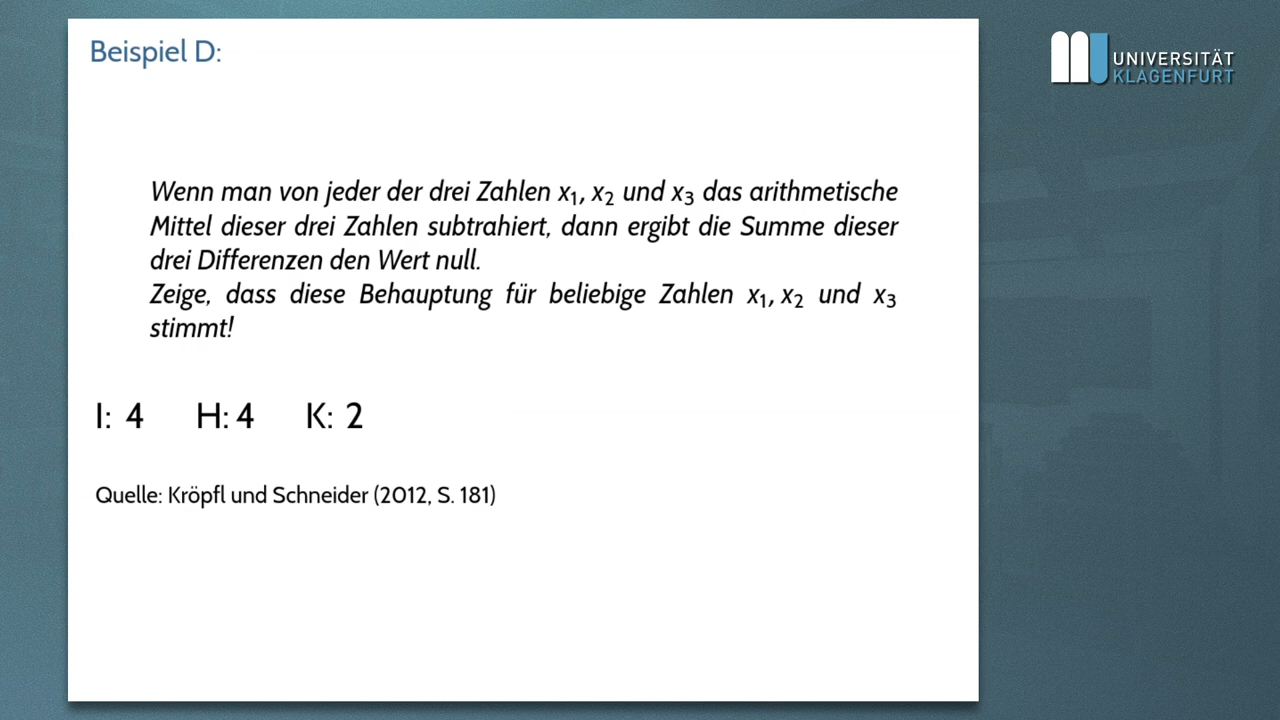 Beispiel D:
UNIVERSITÄT
KLAGENFURT
Wenn man von jeder der drei Zahlen x₁, x₂ und x₃ das arithmetische
Mittel dieser drei Zahlen subtrahiert, dann ergibt die Summe dieser
drei Differenzen den Wert null.
Zeige, dass diese Behauptung für beliebige Zahlen x₁, x₂ und x₃
stimmt!
I: 4 H: 4 K: 2
Quelle: Kröpfl und Schneider (2012, S. 181)